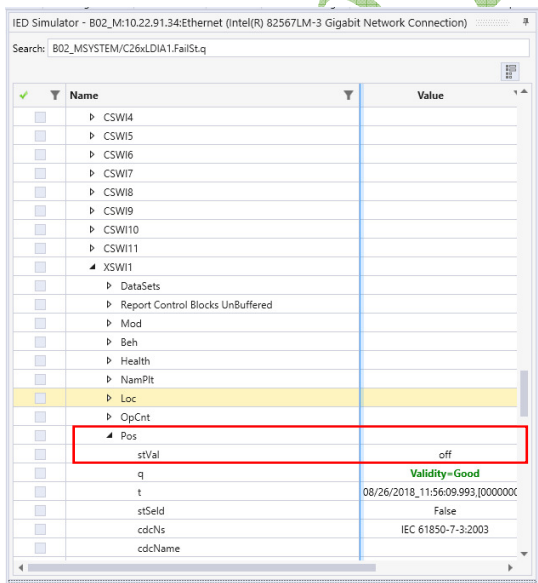 IED Simulator - B02_M:10.22.91.34:Ethernet (Intel(R) 82567LM-3 Gigabit Network Connection)
Search: B02_MSYSTEM/C26xLDIA1.FailSt.q
Name Value
CSWI4
CSWI5
CSWI6
CSWI7
CSWI8
CSWI9
CSWI10
CSWI11
XSWI1
DataSets
Report Control Blocks UnBuffered
Mod
Beh
Health
NamPlt
Loc
OpCnt
Pos
stVal off
q Validity=Good
t 08/26/2018_11:56:09.993,[0000000
stSeld False
cdcNs IEC 61850-7-3:2003
cdcName